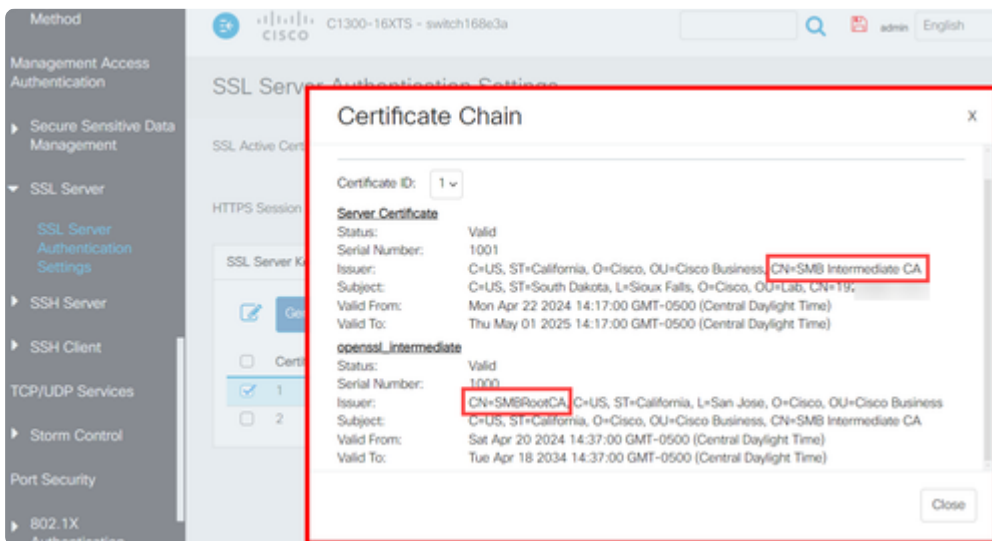 Method
Management Access
Authentication
Secure Sensitive Data
Management
SSL Server
SSL Server
Authentication
Settings
SSH Server
SSH Client
TCP/UDP Services
Storm Control
Port Security
802.1X
Authentication
CISCO
C1300-16XTS - switch168e3a
admin
English
SSL Server Authentication Settings
SSL Active Cert
HTTPS Session
SSL Server K
Ge
Certif
1
2
Certificate Chain
X
Certificate ID:
1
Server Certificate
Status: Valid
Serial Number: 1001
Issuer: C=US, ST=California, O=Cisco, OU=Cisco Business, CN=SMB Intermediate CA
Subject: C=US, ST=South Dakota, L=Sioux Falls, O=Cisco, OU=Lab, CN=192
Valid From: Mon Apr 22 2024 14:17:00 GMT-0500 (Central Daylight Time)
Valid To: Thu May 01 2025 14:17:00 GMT-0500 (Central Daylight Time)
openssl_intermediate
Status: Valid
Serial Number: 1000
Issuer: CN=SMBRootCA, C=US, ST=California, L=San Jose, O=Cisco, OU=Cisco Business
Subject: C=US, ST=California, O=Cisco, OU=Cisco Business, CN=SMB Intermediate CA
Valid From: Sat Apr 20 2024 14:37:00 GMT-0500 (Central Daylight Time)
Valid To: Tue Apr 18 2034 14:37:00 GMT-0500 (Central Daylight Time)
Close